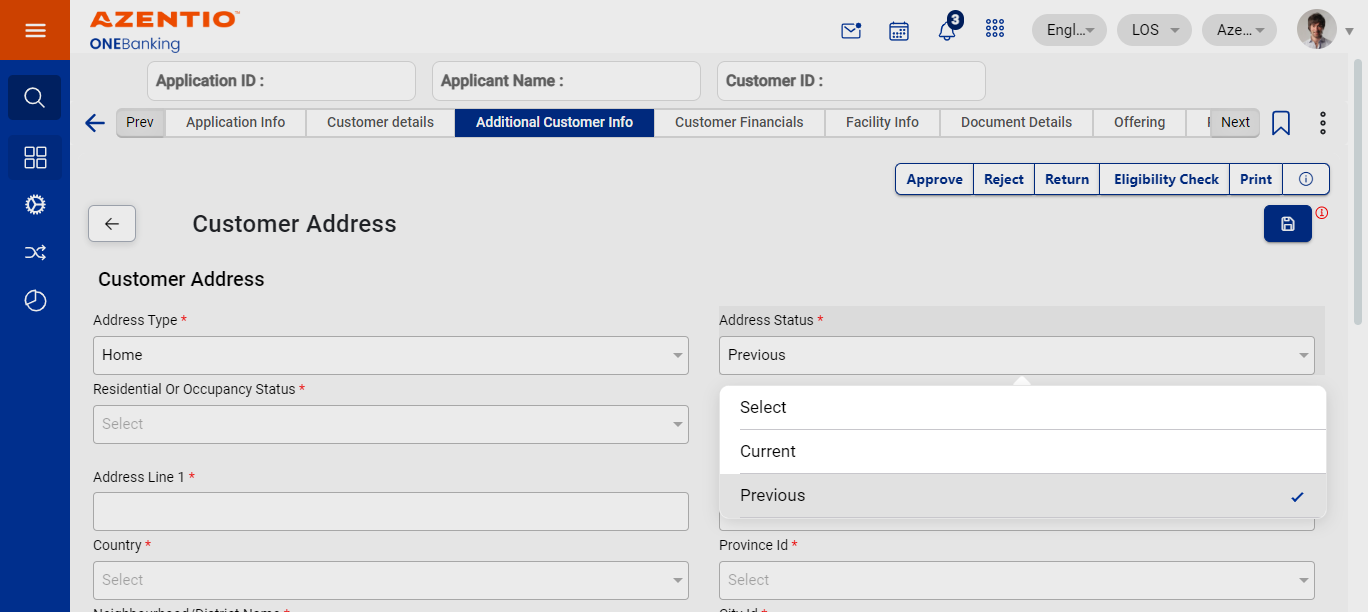 AZENTIO™
ONEBanking
3
Engl...
LOS
Aze...
Application ID :
Applicant Name :
Customer ID :
Prev
Application Info
Customer details
Additional Customer Info
Customer Financials
Facility Info
Document Details
Offering
Next
Approve
Reject
Return
Eligibility Check
Print
Customer Address
Customer Address
Address Type *
Address Status *
Home
Previous
Residential Or Occupancy Status *
Select
Select
Current
Previous
Address Line 1 *
Country *
Province Id *
Select
Select
Neighbourhood/District Name *
City Id *